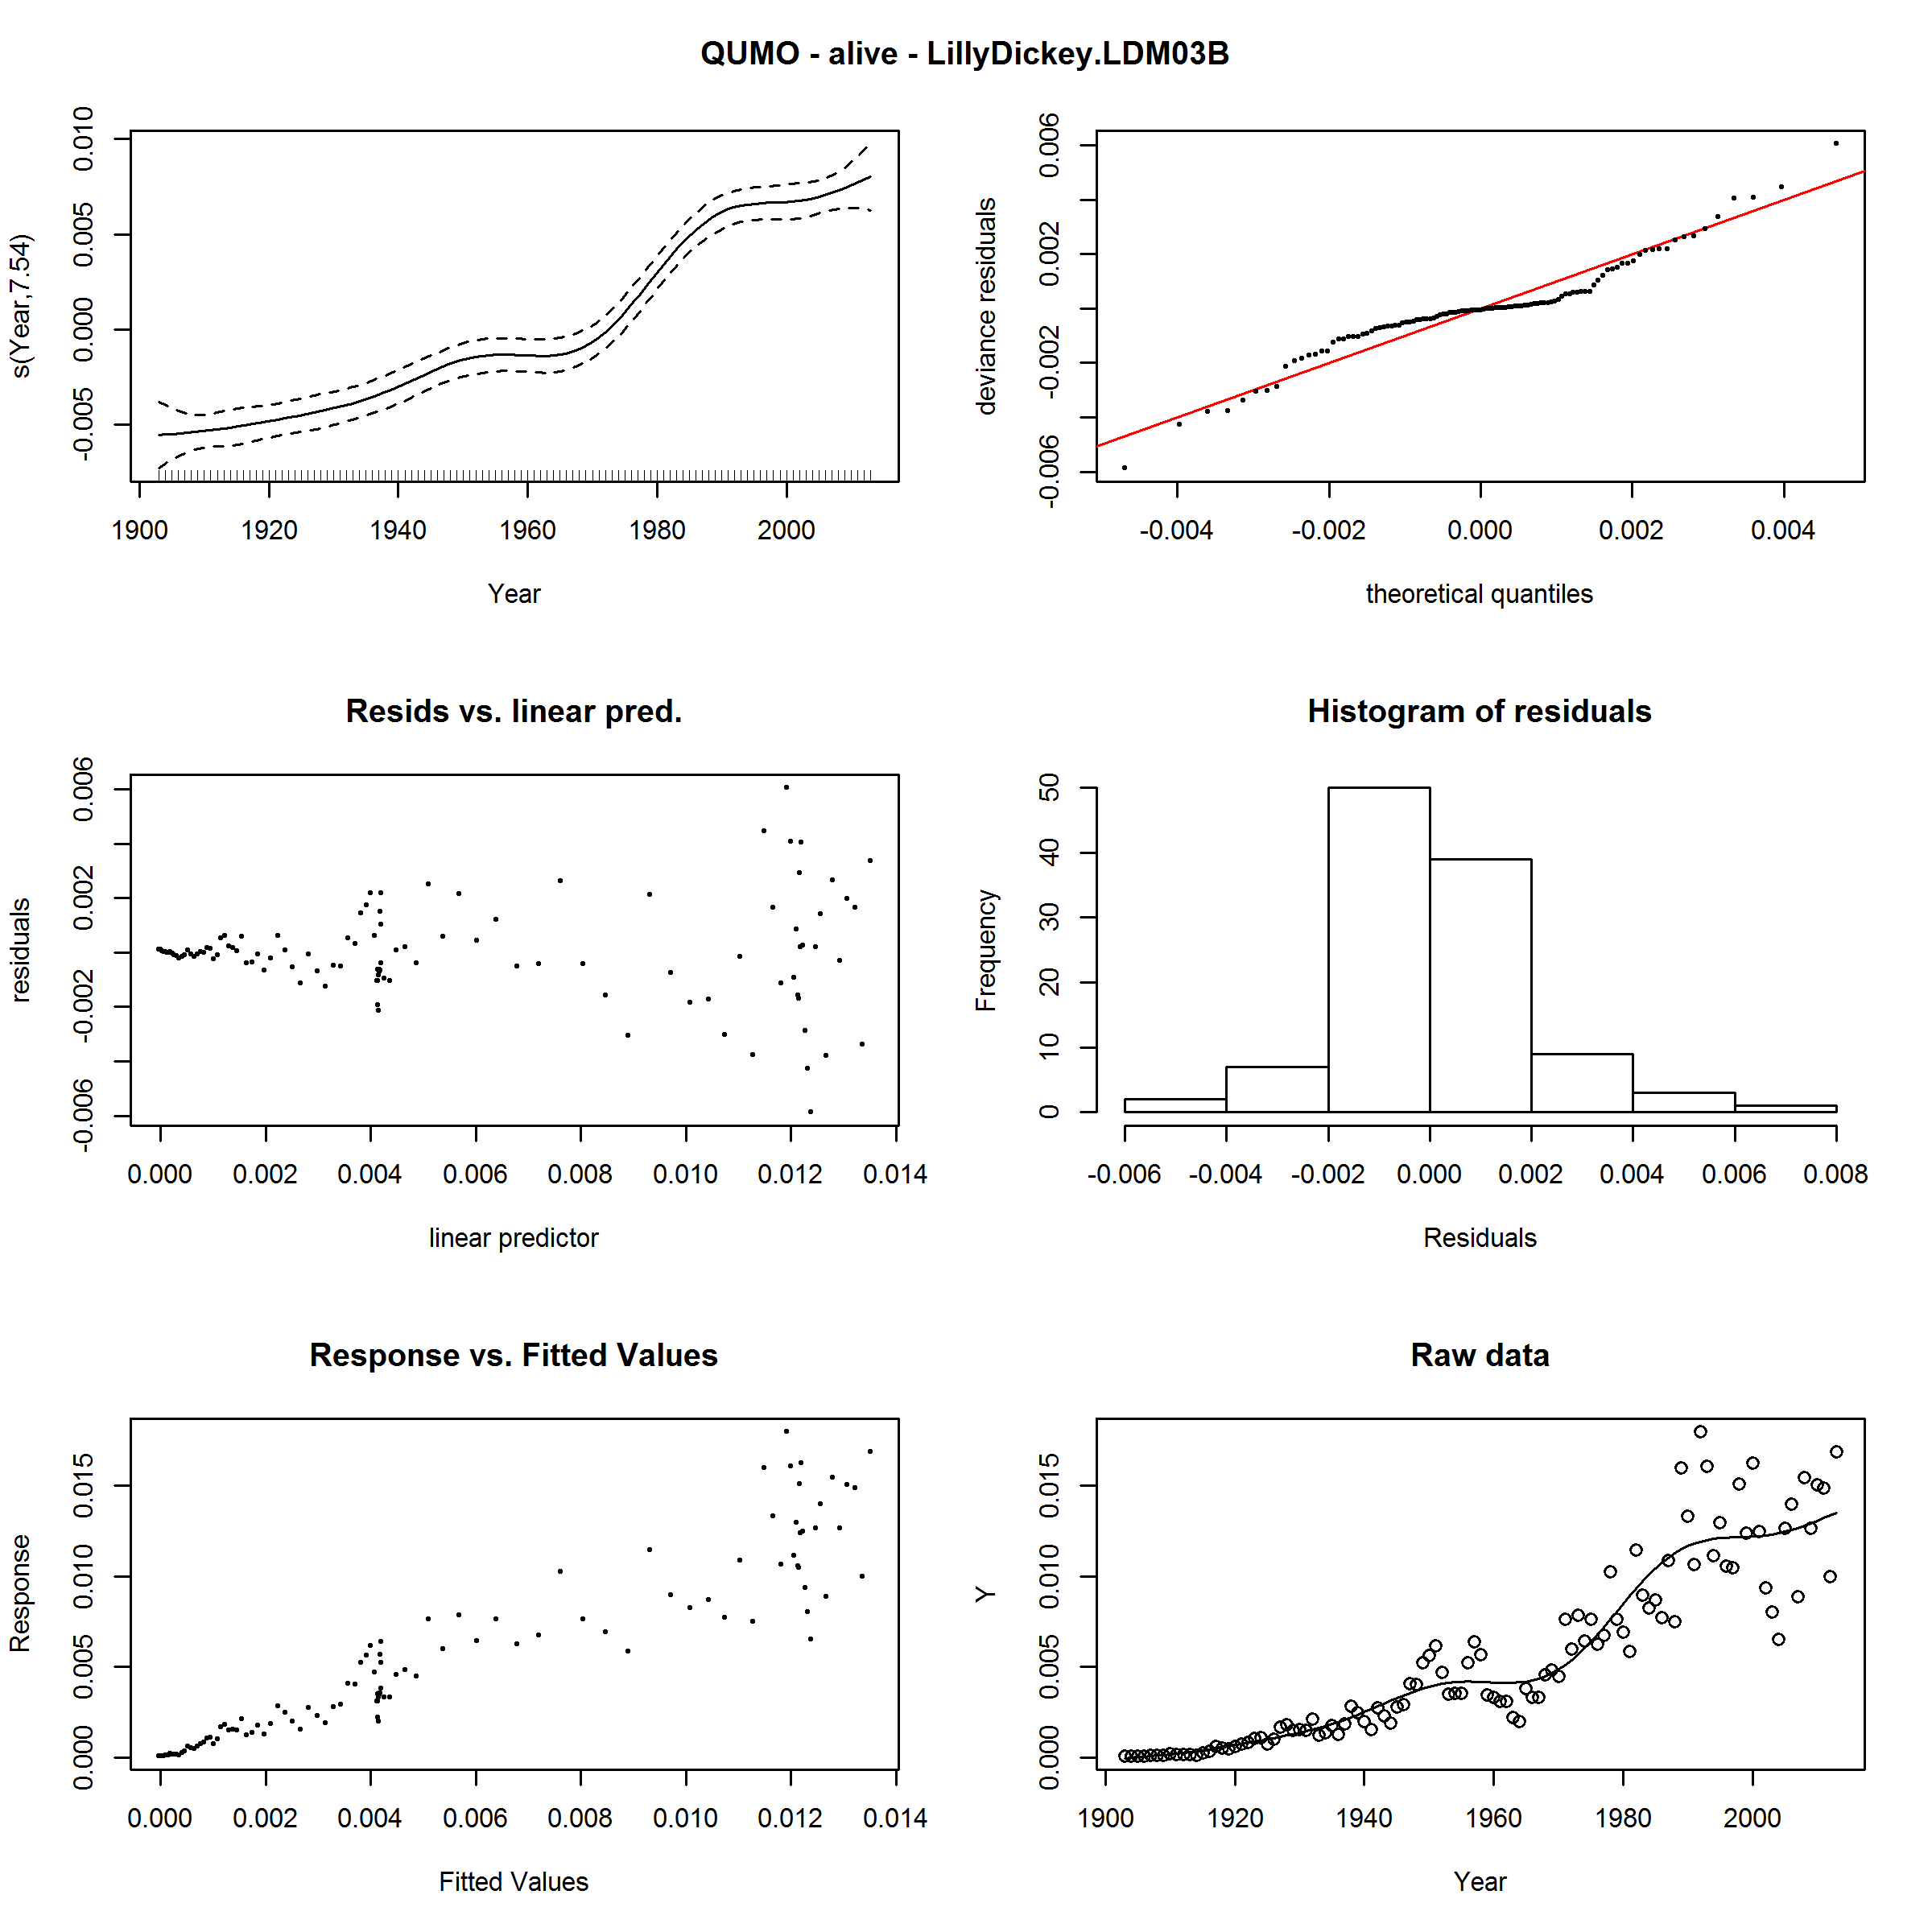 QUMO - alive - LillyDickey.LDM03B
s(Year,7.54)
-0.005 0.000 0.005 0.010
1900 1920 1940 1960 1980 2000
Year
deviance residuals
-0.006 -0.002 0.002 0.006
-0.004 -0.002 0.000 0.002 0.004
theoretical quantiles
Resids vs. linear pred.
residuals
-0.006 -0.002 0.002 0.006
0.000 0.002 0.004 0.006 0.008 0.010 0.012 0.014
linear predictor
Histogram of residuals
Frequency
0 10 20 30 40 50
-0.006 -0.004 -0.002 0.000 0.002 0.004 0.006 0.008
Residuals
Response vs. Fitted Values
Response
0.000 0.005 0.010 0.015
0.000 0.002 0.004 0.006 0.008 0.010 0.012 0.014
Fitted Values
Raw data
Y
0.000 0.005 0.010 0.015
1900 1920 1940 1960 1980 2000
Year